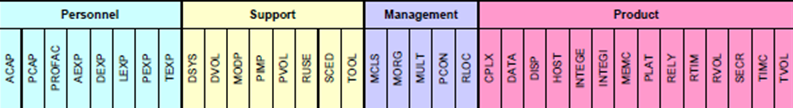 Personnel Support Management Product
ACAP PCAP PROFAC AEXP DEXP LEXP PEXP TEXP DSYS DVOL MODP PIMP PVOL RUSE SCED TOOL MCLS MORG MULT PCON RLOC CPLX DATA DISP HOST INTEGE INTEGI MEMC PLAT RELY RTIM RVOL SECR TIMC TVOL